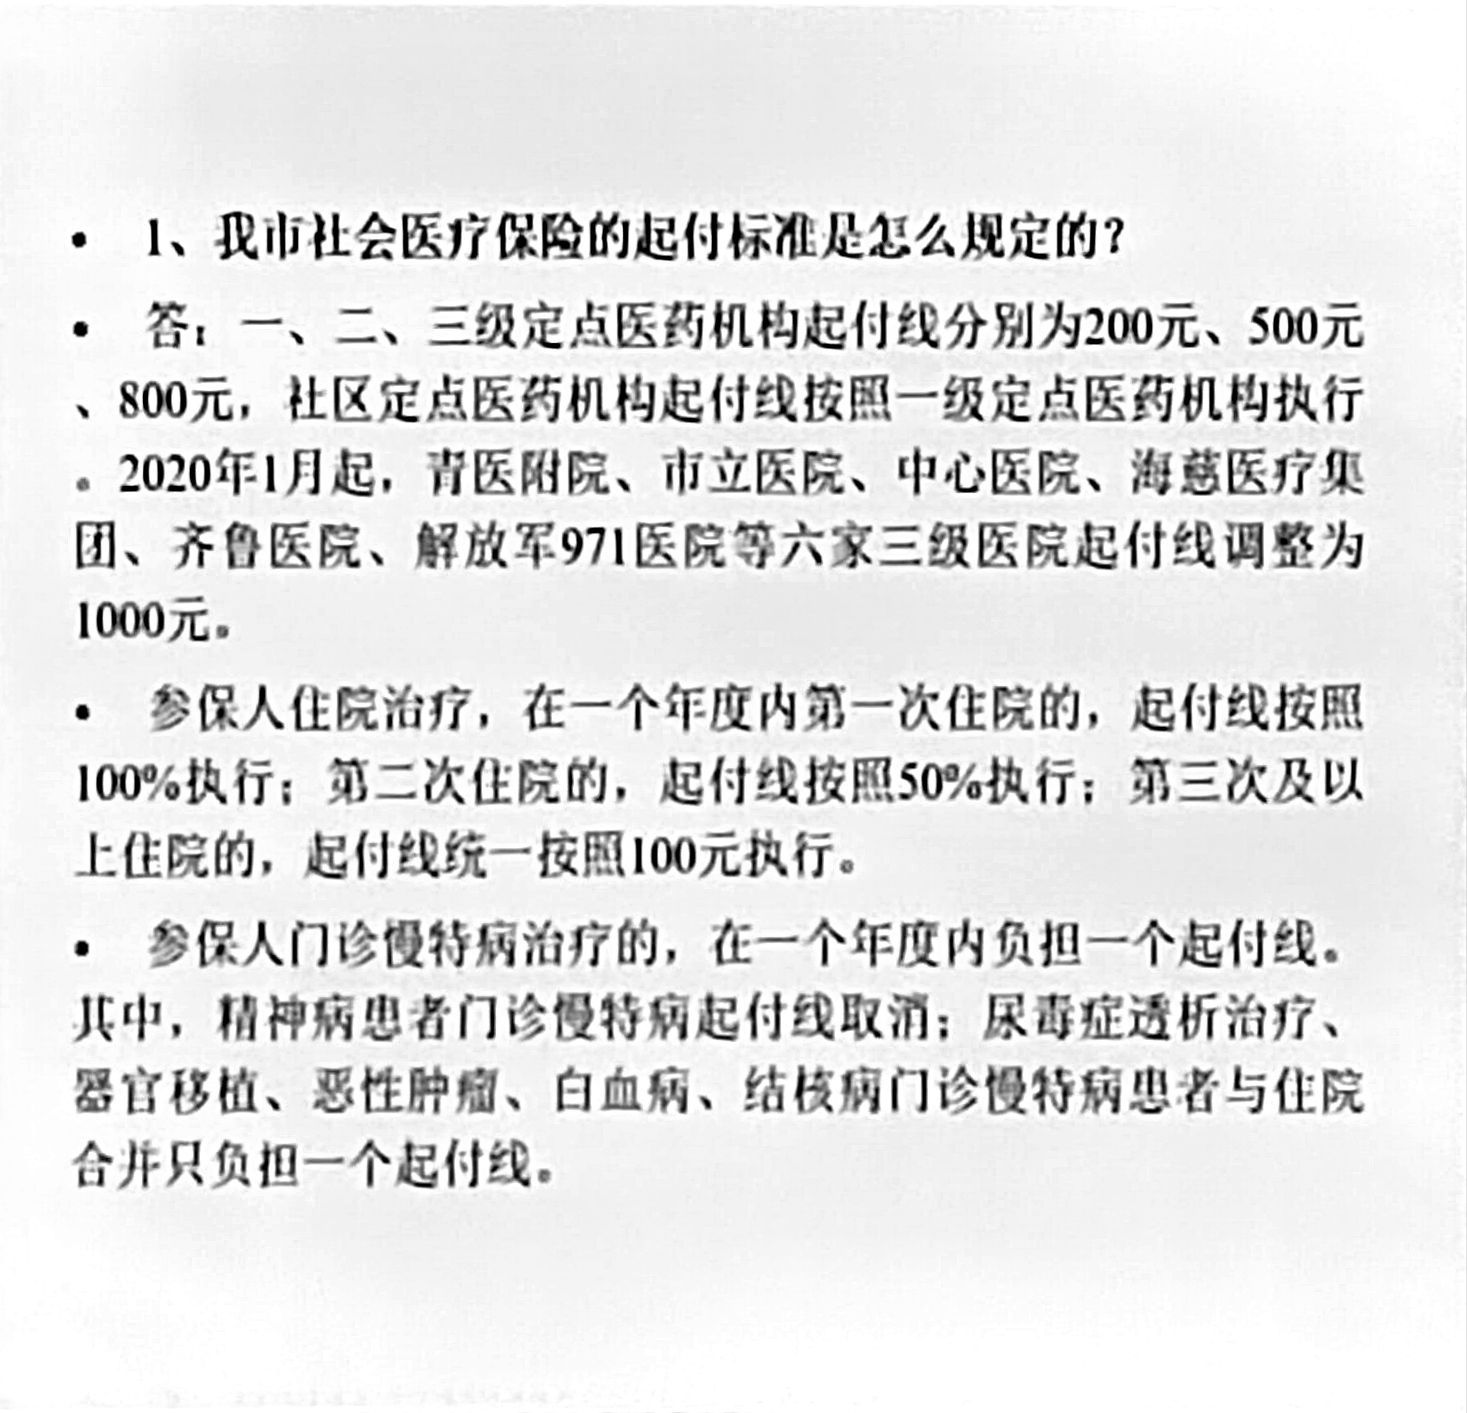 • 1、我市社会医疗保险的起付标准是怎么规定的？
• 答：一、二、三级定点医药机构起付线分别为200元、500元
、800元，社区定点医药机构起付线按照一级定点医药机构执行
。2020年1月起，青医附院、市立医院、中心医院、海慈医疗集
团、齐鲁医院、解放军971医院等六家三级医院起付线调整为
1000元。
• 参保人住院治疗，在一个年度内第一次住院的，起付线按照
100%执行；第二次住院的，起付线按照50%执行；第三次及以
上住院的，起付线统一按照100元执行。
• 参保人门诊慢特病治疗的，在一个年度内负担一个起付线。
其中，精神病患者门诊慢特病起付线取消；尿毒症透析治疗、
器官移植、恶性肿瘤、白血病、结核病门诊慢特病患者与住院
合并只负担一个起付线。